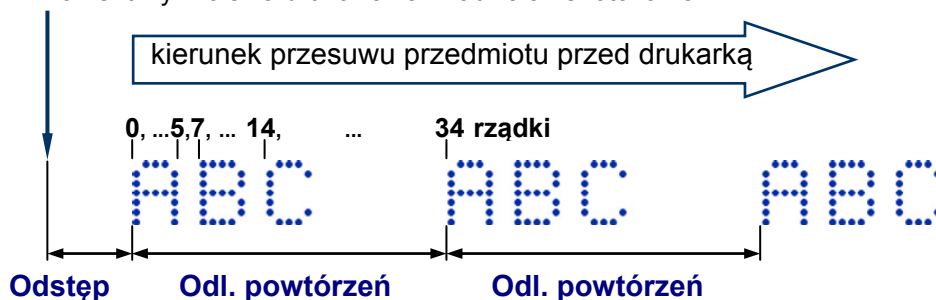 kierunek przesuwu przedmiotu przed drukarką
0, ...5,7, ... 14, ... 34 rządki
ABC ABC ABC
Odstęp Odl. powtórzeń Odl. powtórzeń